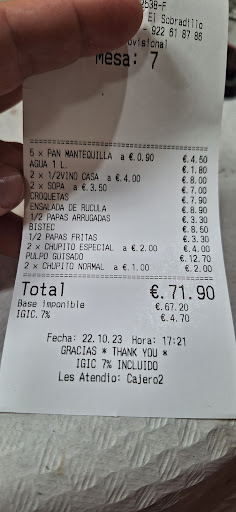 2538-F
El Sobradillo
- 922 61 87 86
Mesa: 7
5 x PAN MANTEQUILLA a €.0.90 €.4.50
AGUA 1 L. €.1.80
2 x 1/2VINO CASA a €.4.00 €.8.00
2 x SOPA a €.3.50 €.7.00
CROQUETAS €.7.90
ENSALADA DE RUCULA €.8.90
1/2 PAPAS ARRUGADAS €.3.30
BISTEC €.8.50
1/2 PAPAS FRITAS €.3.30
2 x CHUPITO ESPECIAL a €.2.00 €.4.00
PULPO GUISADO €.12.70
2 x CHUPITO NORMAL a €.1.00 €.2.00
Total €.71.90
Base imponible €.67.20
IGIC.7% €.4.70
Fecha: 22.10.23 Hora: 17:21
GRACIAS * THANK YOU *
IGIC 7% INCLUIDO
Les Atendio: Cajero2